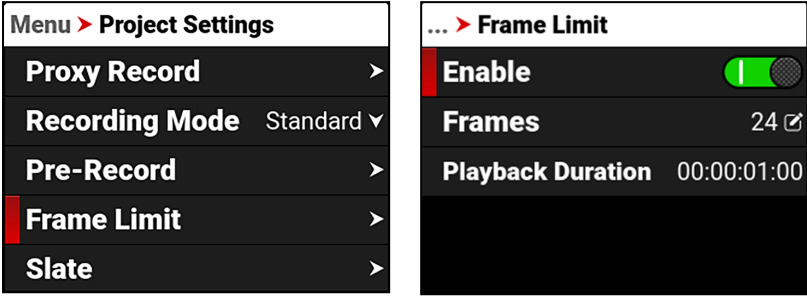 Menu > Project Settings
Proxy Record
Recording Mode Standard
Pre-Record
Frame Limit
Slate
... > Frame Limit
Enable
Frames 24
Playback Duration 00:00:01:00